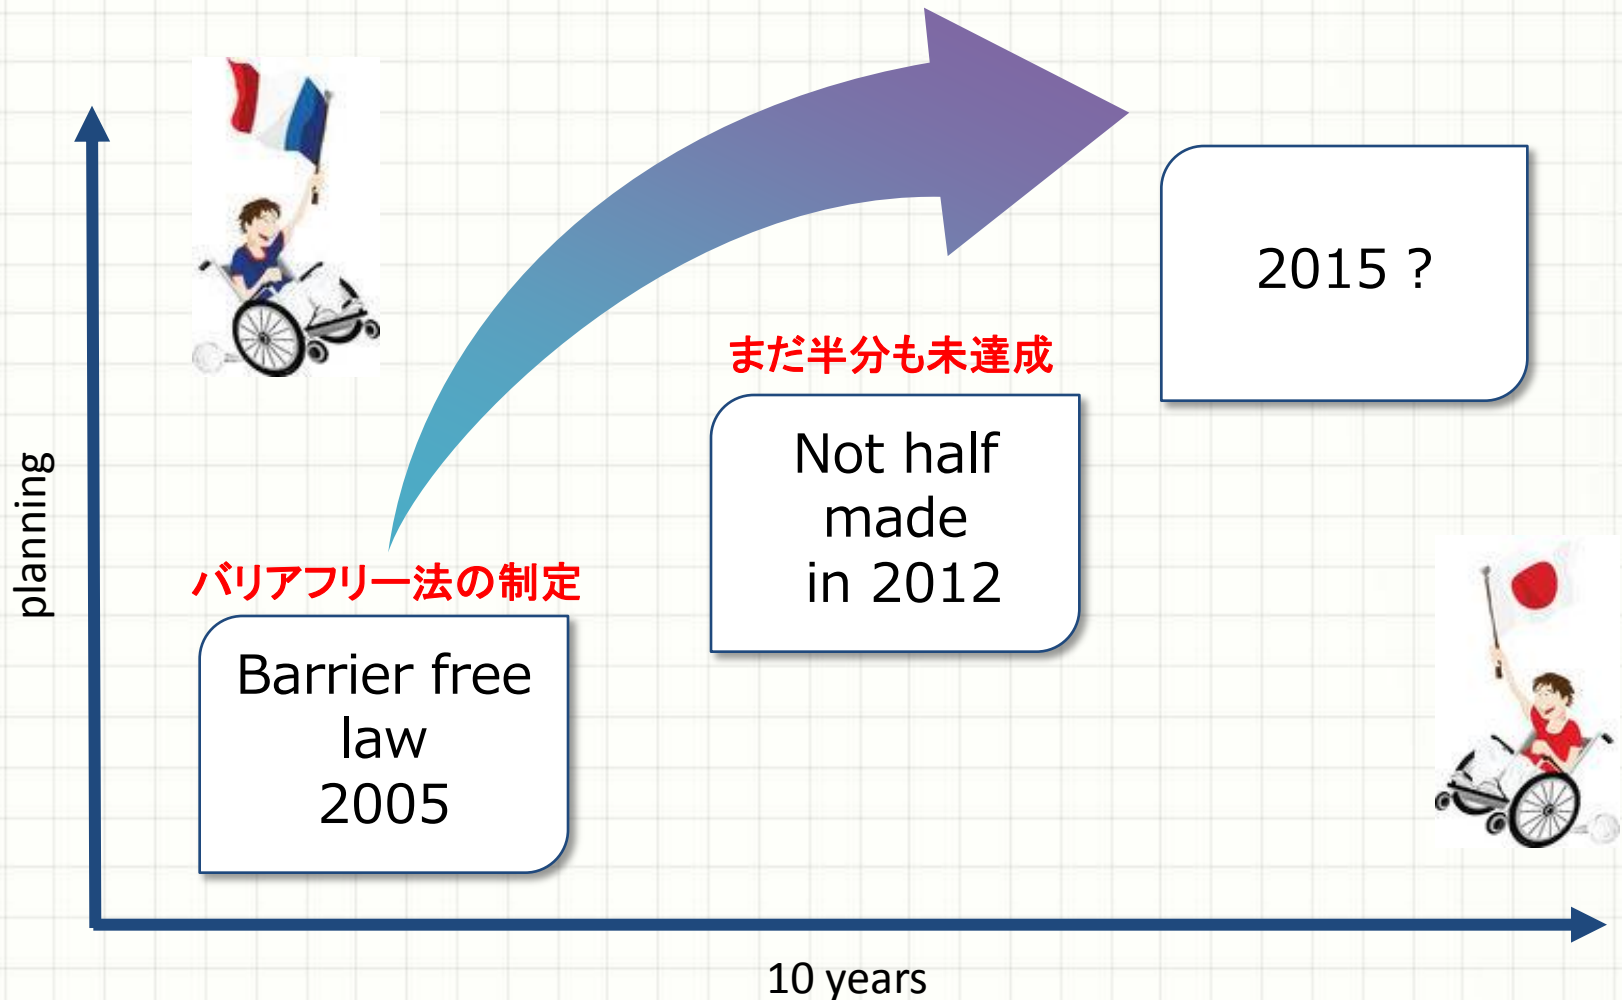 planning
バリアフリー法の制定
Barrier free
law
2005
まだ半分も未達成
Not half
made
in 2012
2015 ?
10 years